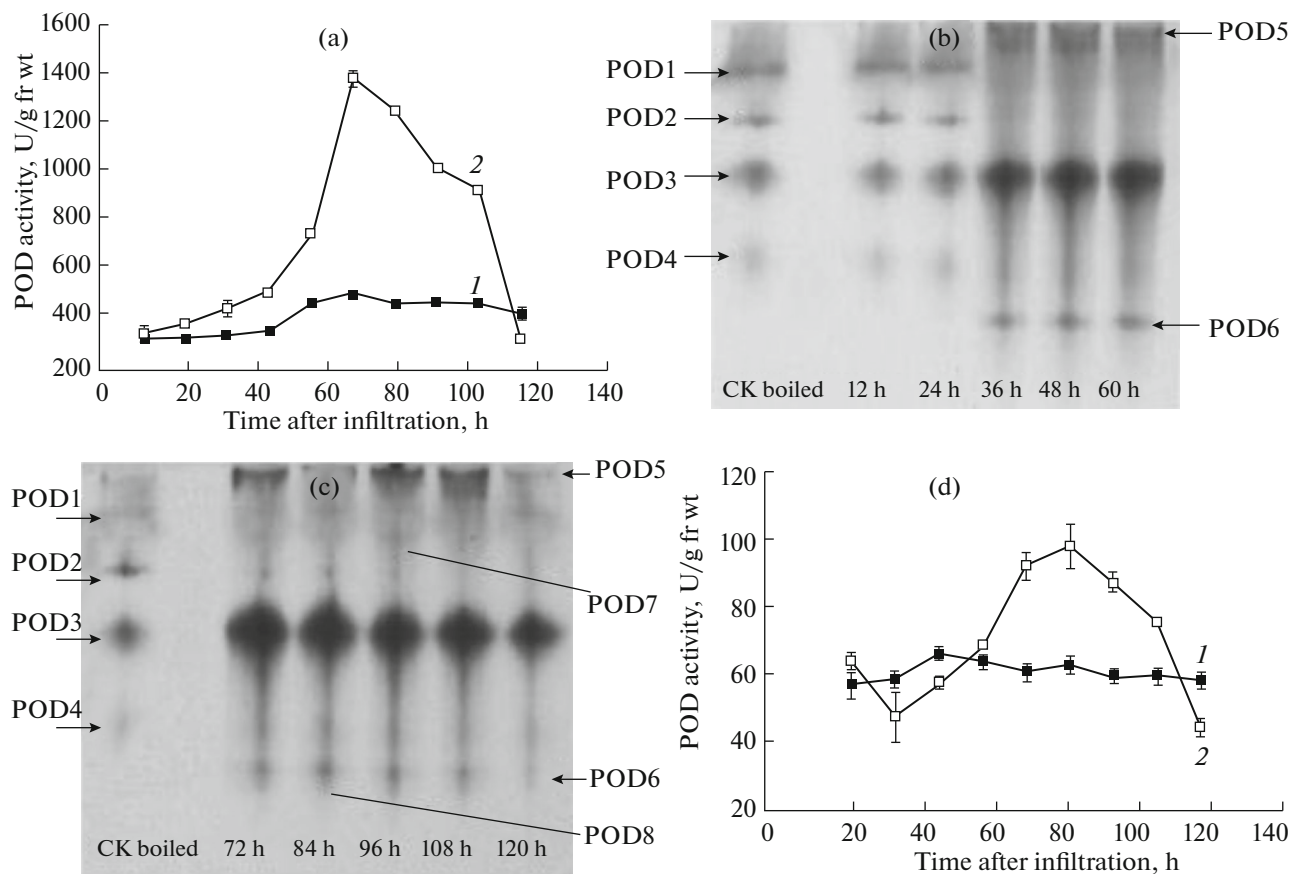 (a)
1600
1400
1200
1000
800
600
400
200
POD activity, U/g fr wt
2
1
0 20 40 60 80 100 120 140
Time after infiltration, h
(b)
POD1
POD2
POD3
POD4
POD5
POD6
CK boiled 12 h 24 h 36 h 48 h 60 h
(c)
POD1
POD2
POD3
POD4
POD5
POD7
POD6
POD8
CK boiled 72 h 84 h 96 h 108 h 120 h
(d)
120
100
80
60
40
20
POD activity, U/g fr wt
1
2
0 20 40 60 80 100 120 140
Time after infiltration, h